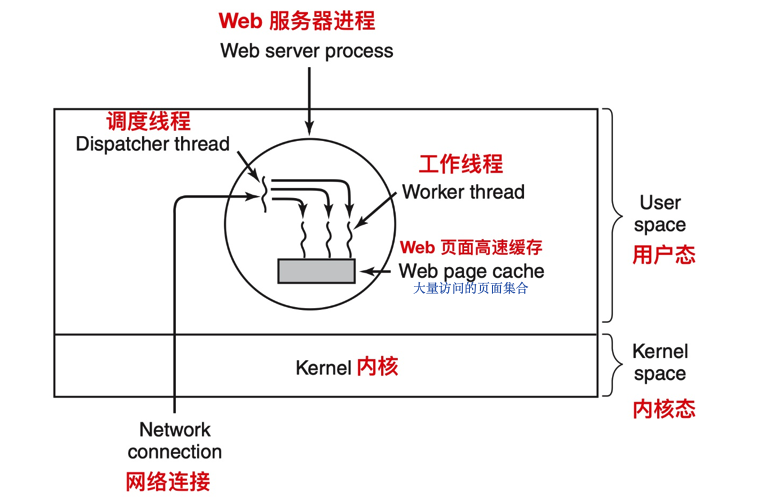 Web 服务器进程
Web server process
调度线程
Dispatcher thread
工作线程
Worker thread
Web 页面高速缓存
Web page cache
大量访问的页面集合
User
space
用户态
Kernel 内核
Kernel
space
内核态
Network
connection
网络连接